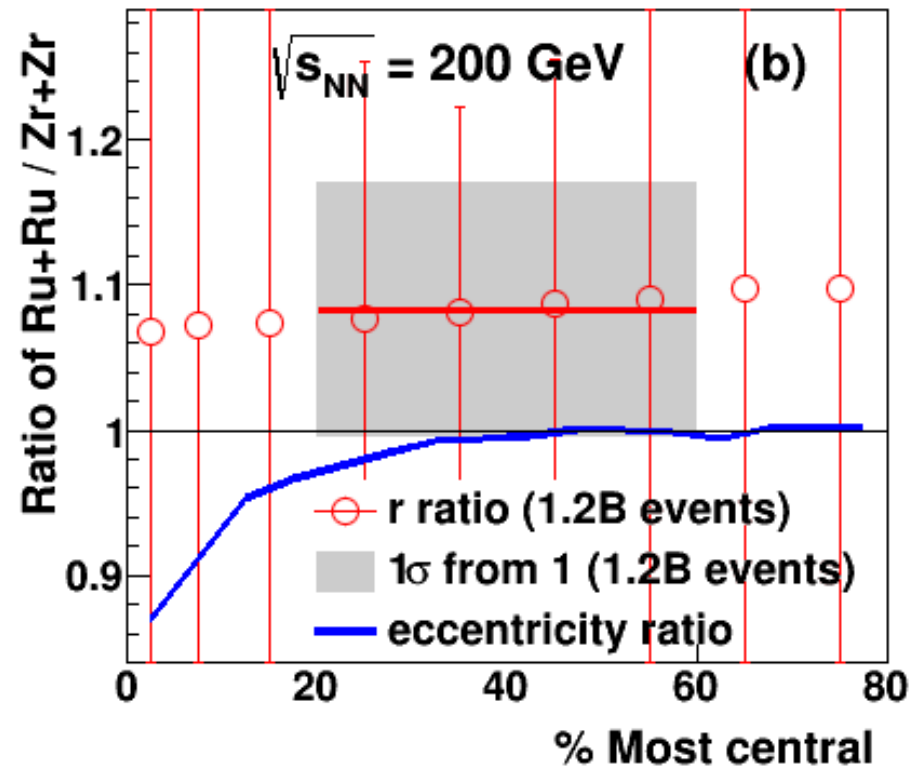 √s_NN = 200 GeV (b)
Ratio of Ru+Ru / Zr+Zr
1.2
1.1
1
0.9
r ratio (1.2B events)
1σ from 1 (1.2B events)
eccentricity ratio
0 20 40 60 80
% Most central